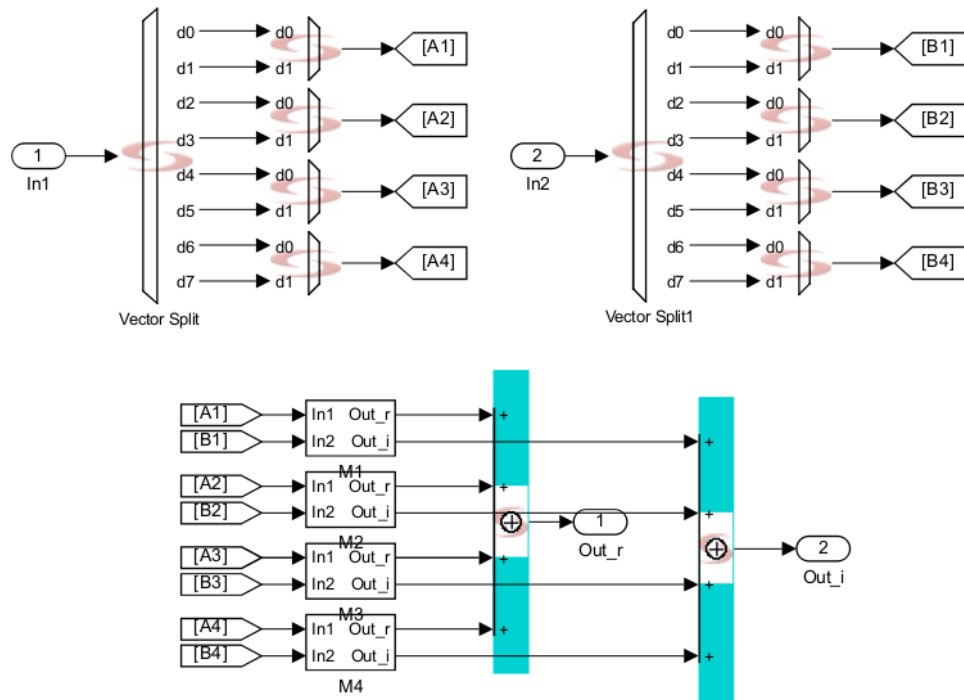 d0 d0 [A1]
d1 d1
d2 d0 [A2]
d3 d1
1
In1
d4 d0 [A3]
d5 d1
d6 d0 [A4]
d7 d1
Vector Split
d0 d0 [B1]
d1 d1
d2 d0 [B2]
d3 d1
2
In2
d4 d0 [B3]
d5 d1
d6 d0 [B4]
d7 d1
Vector Split1
[A1] In1 Out_r +
[B1] In2 Out_i +
M1
[A2] In1 Out_r +
[B2] In2 Out_i +
1
Out_r
M2
[A3] In1 Out_r +
[B3] In2 Out_i +
2
Out_i
M3
[A4] In1 Out_r +
[B4] In2 Out_i +
M4